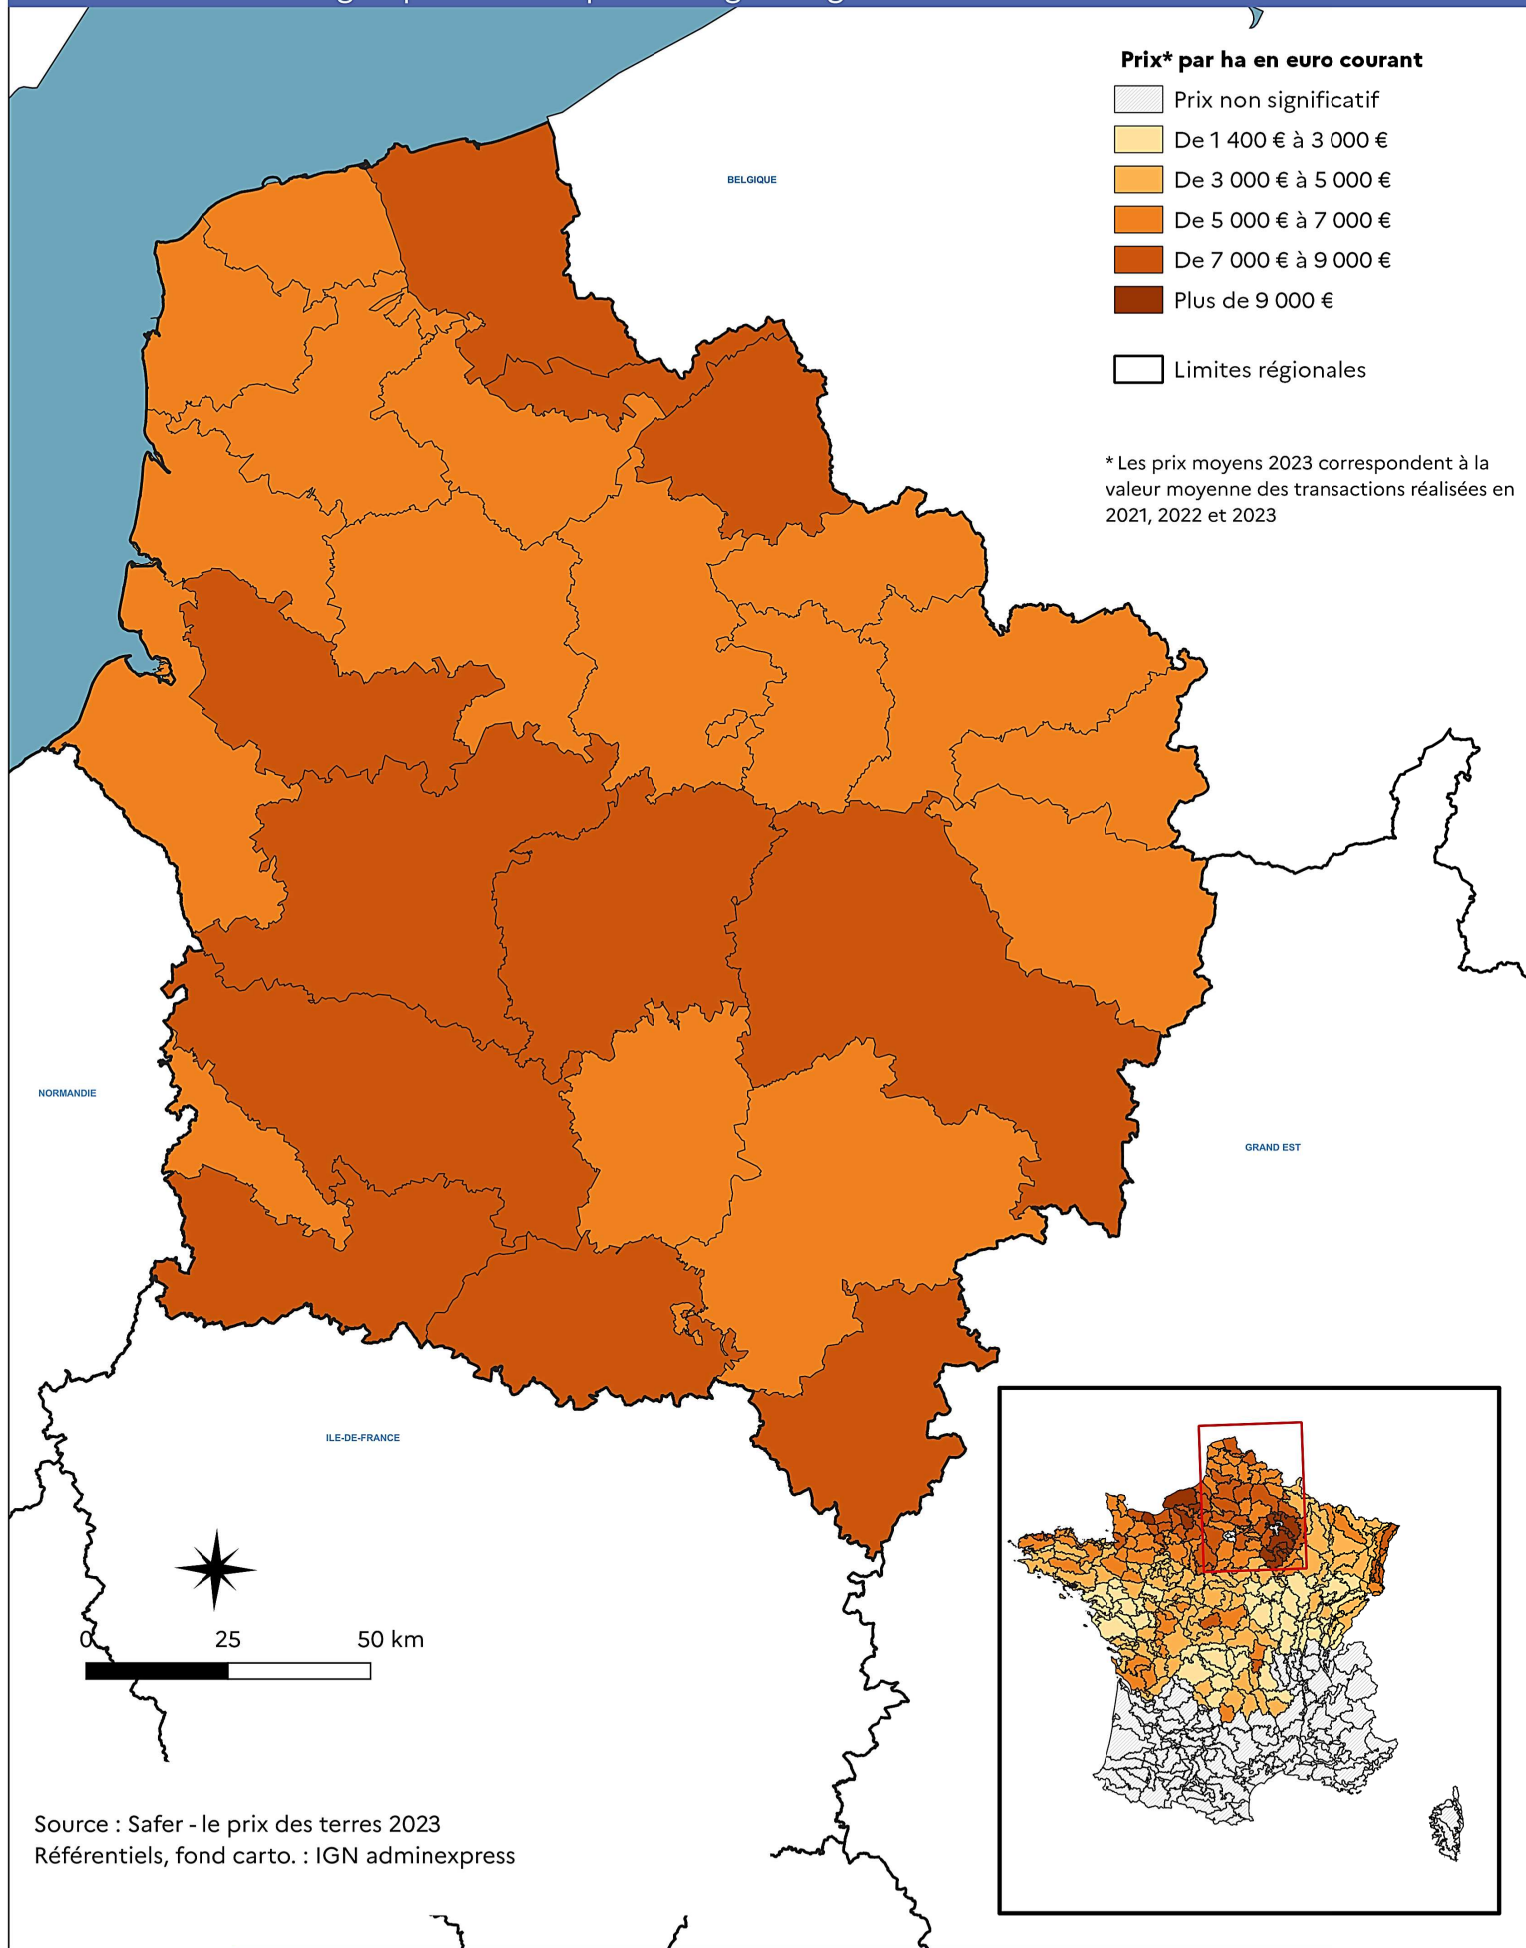 Prix* par ha en euro courant
Prix non significatif
De 1 400 € à 3 000 €
De 3 000 € à 5 000 €
De 5 000 € à 7 000 €
De 7 000 € à 9 000 €
Plus de 9 000 €
Limites régionales
* Les prix moyens 2023 correspondent à la
valeur moyenne des transactions réalisées en
2021, 2022 et 2023
BELGIQUE
NORMANDIE
GRAND EST
ILE-DE-FRANCE
0 25 50 km
Source : Safer - le prix des terres 2023
Référentiels, fond carto. : IGN adminexpress